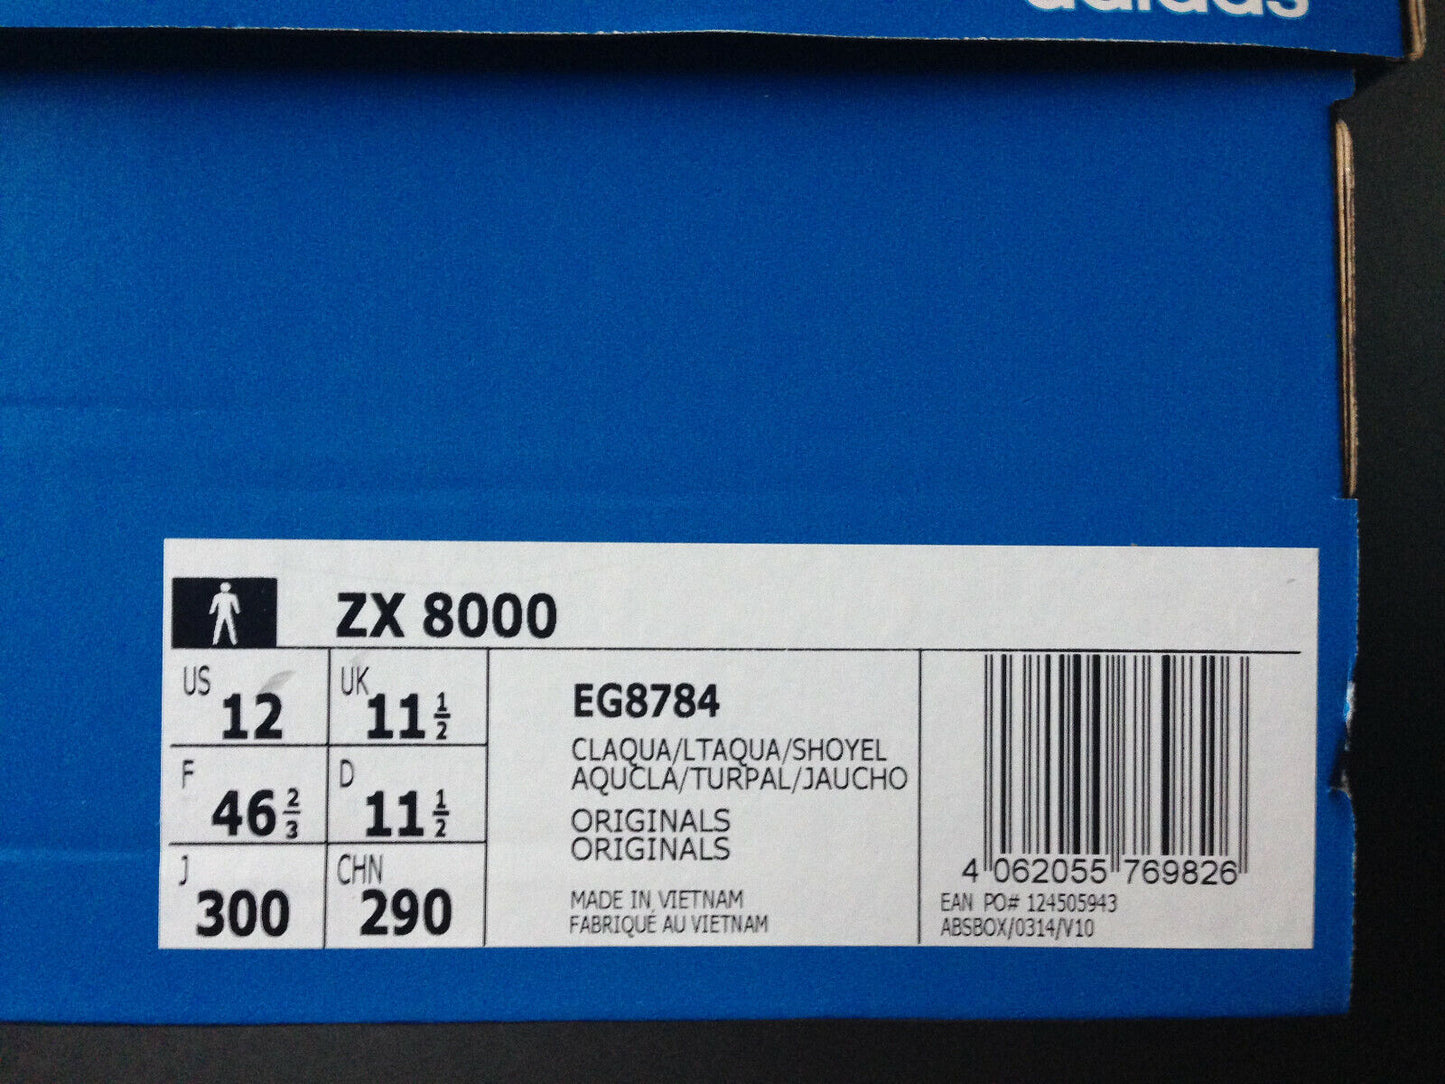 adidas
ZX 8000
US 12 UK 11 1/2
F 46 2/3 D 11 1/2
J 300 CHN 290
EG8784
CLAQUA/LTAQUA/SHOYEL
AQUCLA/TURPAL/JAUCHO
ORIGINALS
ORIGINALS
MADE IN VIETNAM
FABRIQUÉ AU VIETNAM
4 062055 769826
EAN PO# 124505943
ABSBOX/0314/V10